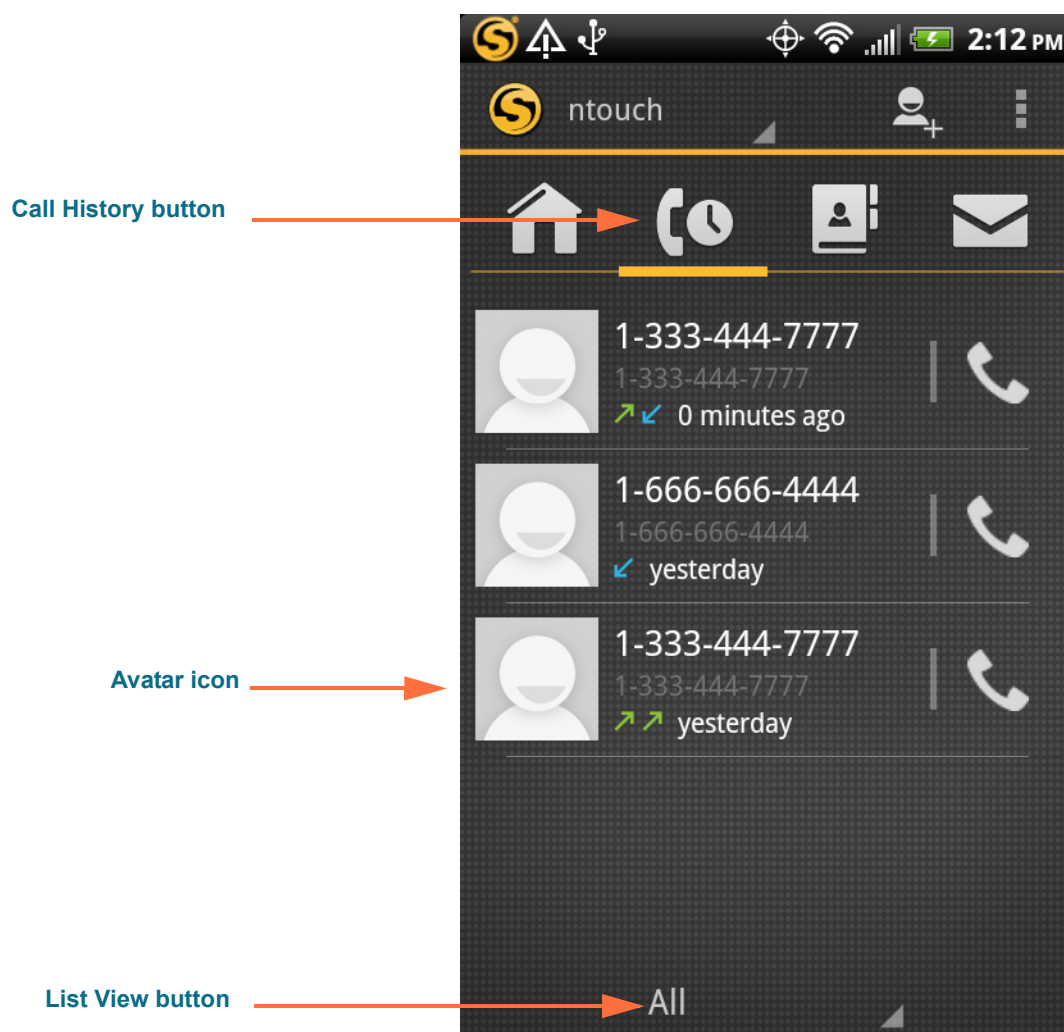 2:12 PM
ntouch
Call History button
1-333-444-7777
1-333-444-7777
0 minutes ago
1-666-666-4444
1-666-666-4444
yesterday
Avatar icon
1-333-444-7777
1-333-444-7777
yesterday
List View button
All